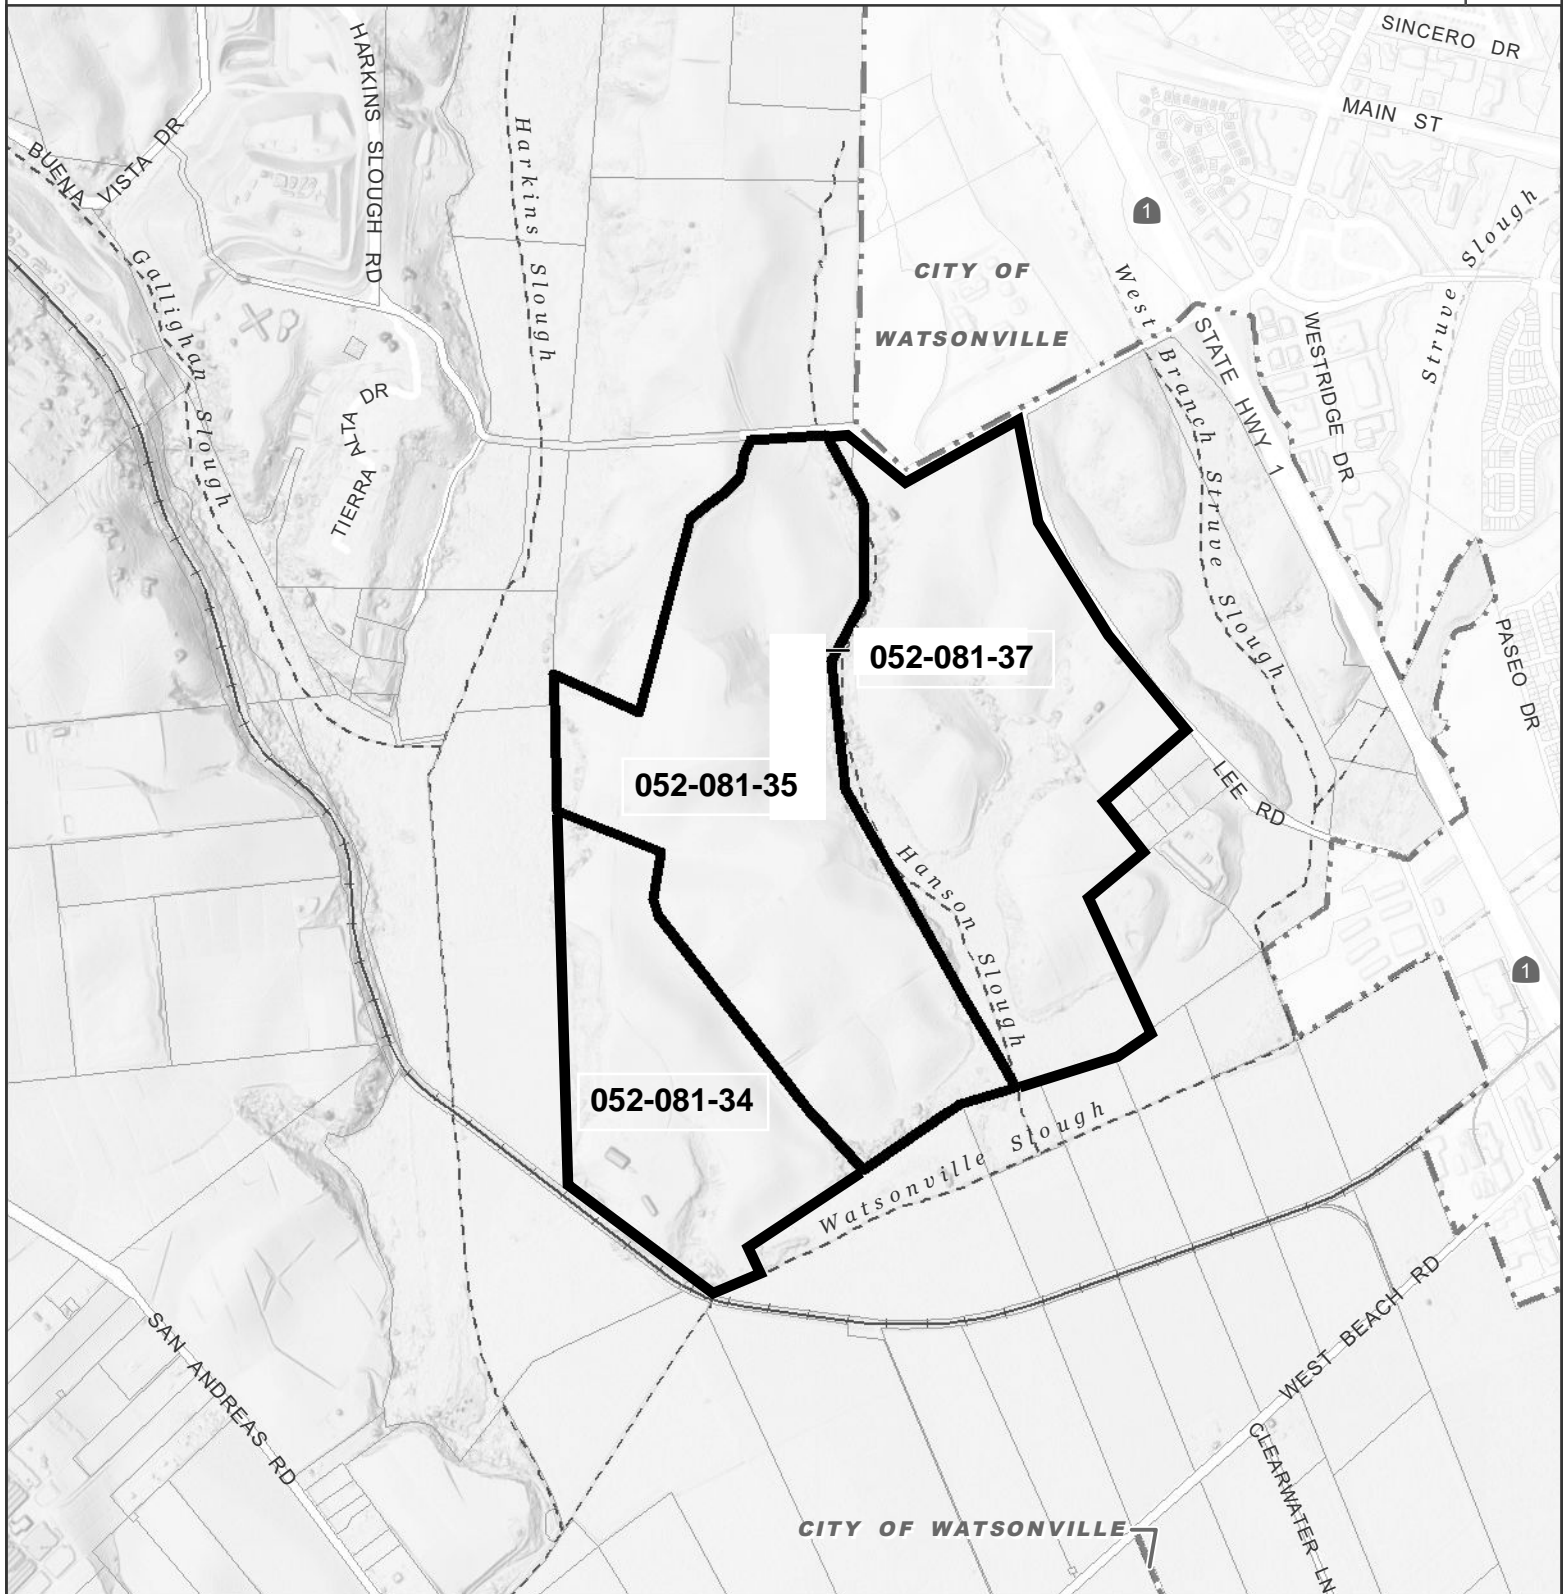 SINCERO DR
MAIN ST
HARKINS SLOUGH RD
BUENA VISTA DR
Harkins Slough
Struve Slough
1
CITY OF
WATSONVILLE
Gallighan Slough
West Branch Struve Slough
STATE HWY 1
WESTRIDGE DR
TIERRA ALTA DR
052-081-37
PASEO DR
052-081-35
LEE RD
Hanson Slough
1
052-081-34
Watsonville Slough
WEST BEACH RD
SAN ANDREAS RD
CLEARWATER LN
CITY OF WATSONVILLE